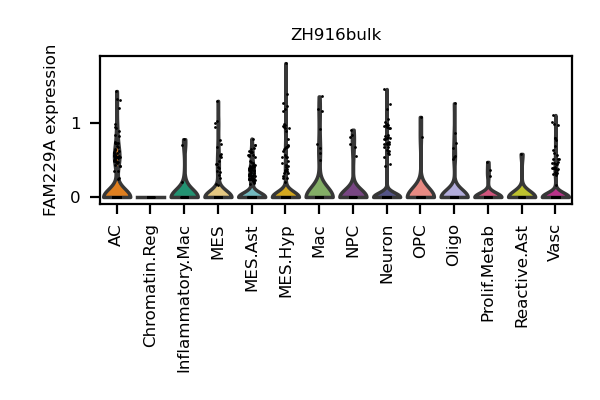 ZH916bulk
FAM229A expression
1
0
AC
Chromatin.Reg
Inflammatory.Mac
MES
MES.Ast
MES.Hyp
Mac
NPC
Neuron
OPC
Oligo
Prolif.Metab
Reactive.Ast
Vasc